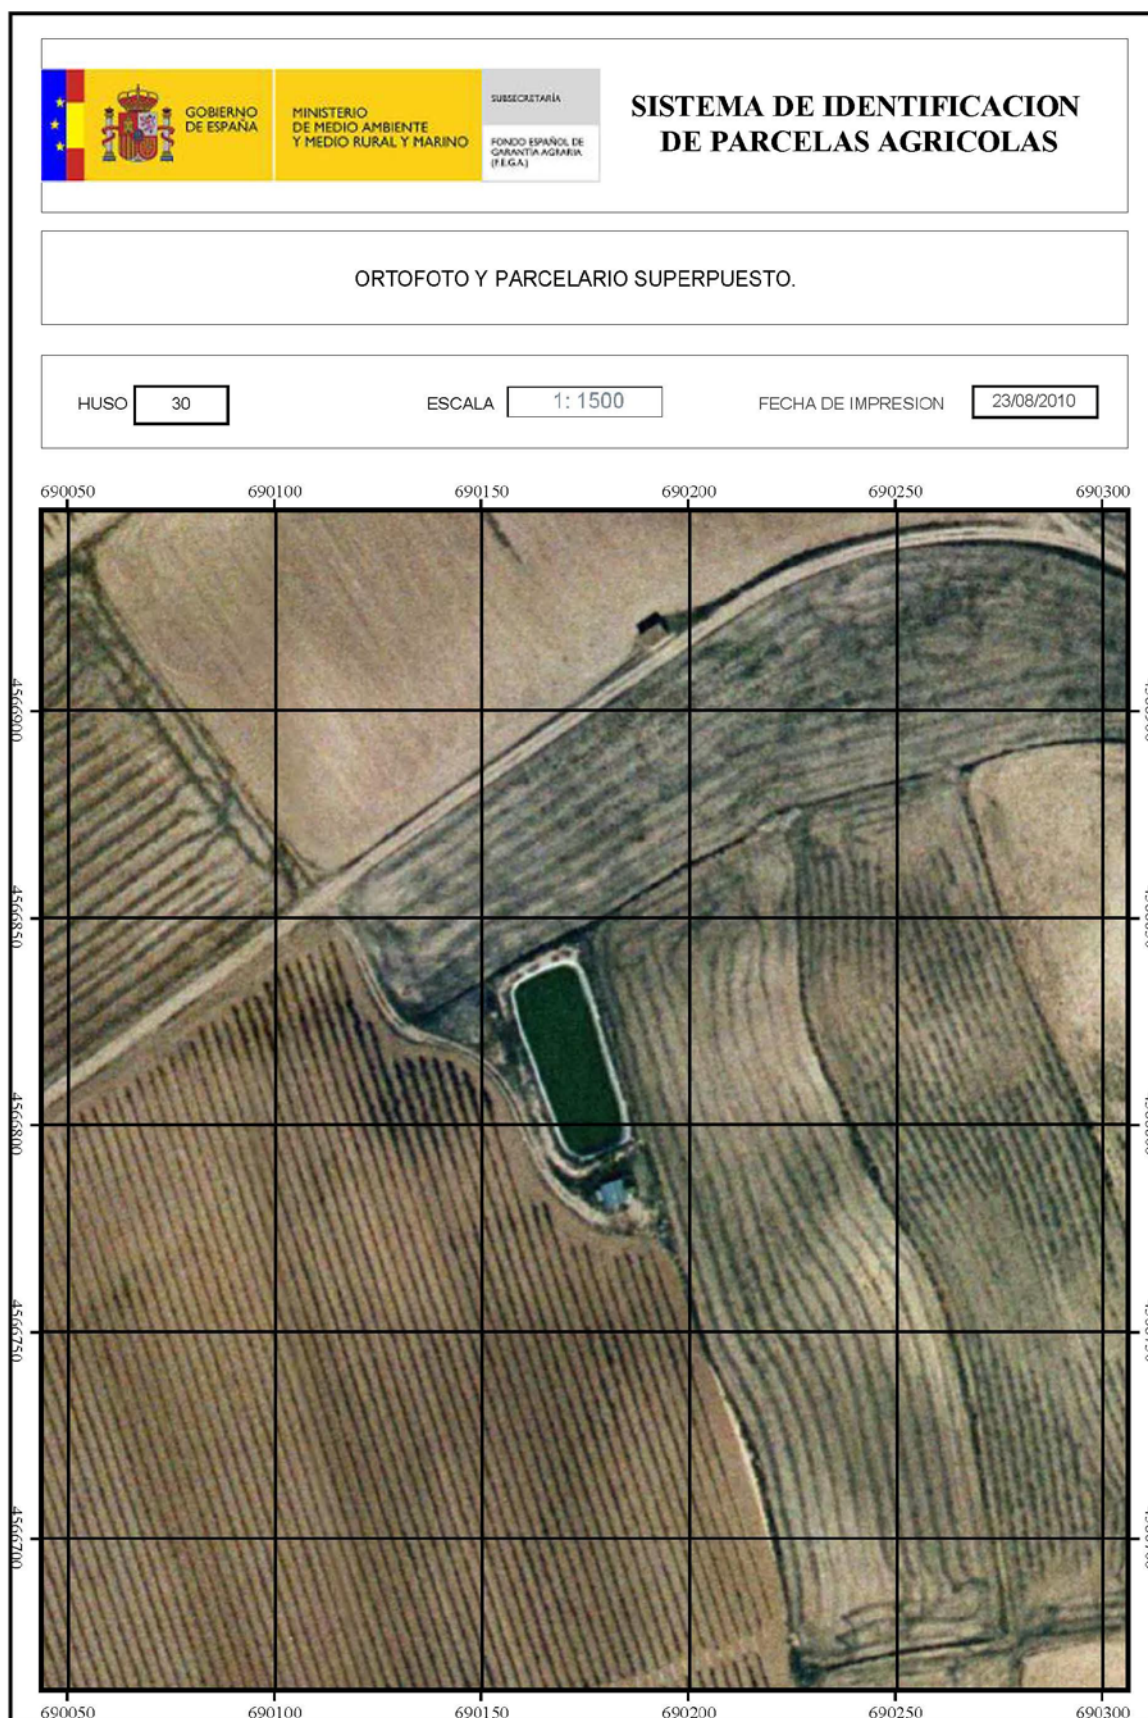 GOBIERNO
DE ESPAÑA
MINISTERIO
DE MEDIO AMBIENTE
Y MEDIO RURAL Y MARINO
SUBSECRETARÍA
FONDO ESPAÑOL DE
GARANTÍA AGRARIA
(F.E.G.A.)
SISTEMA DE IDENTIFICACION
DE PARCELAS AGRICOLAS
ORTOFOTO Y PARCELARIO SUPERPUESTO.
HUSO 30 ESCALA 1: 1500 FECHA DE IMPRESION 23/08/2010
690050 690100 690150 690200 690250 690300
4566900
4566850
4566800
4566750
4566700
690050 690100 690150 690200 690250 690300